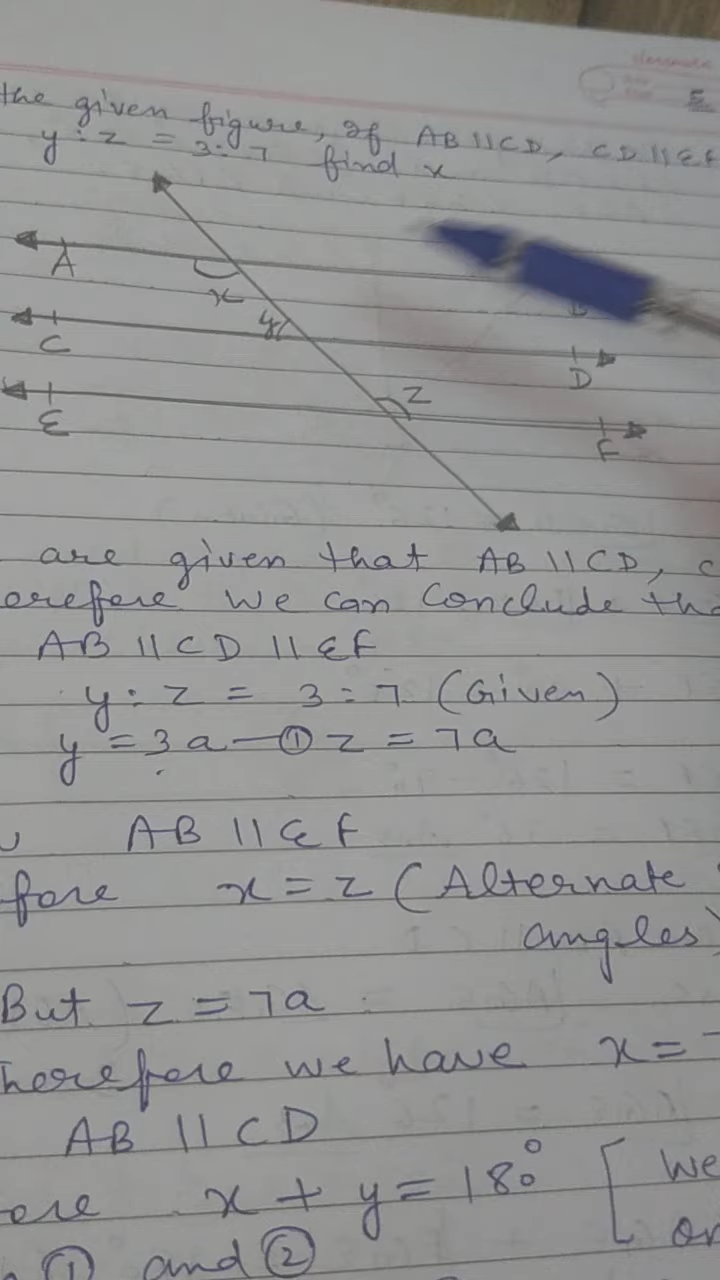 the given figure, If AB || CD, CD || EF
y : z = 3 : 7 find x
A
x
B
y
C
D
z
E
F
are given that AB || CD, C
erefore we can conclude tha
AB || CD || EF
y : z = 3 : 7 (Given)
y = 3a — ① z = 7a
AB || EF
fore x = z (Alternate
angles)
But z = 7a
herefore we have x =
AB || CD
ere x + y = 180° [ we
① and ②